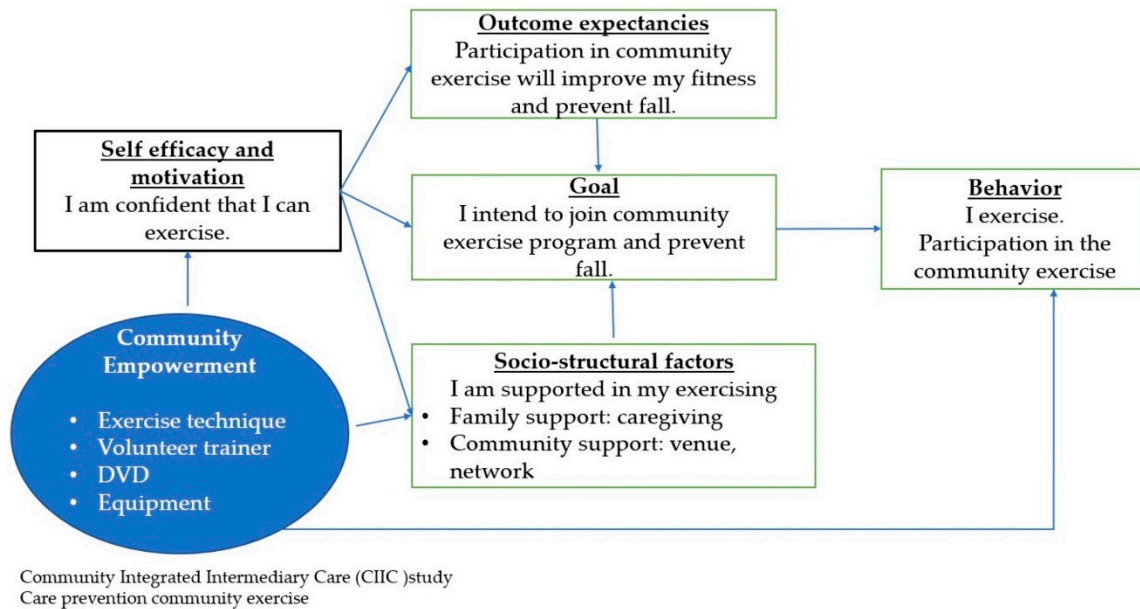 Outcome expectancies
Participation in community
exercise will improve my fitness
and prevent fall.
Self efficacy and
motivation
I am confident that I can
exercise.
Goal
I intend to join community
exercise program and prevent
fall.
Behavior
I exercise.
Participation in the
community exercise
Community
Empowerment
• Exercise technique
• Volunteer trainer
• DVD
• Equipment
Socio-structural factors
I am supported in my exercising
• Family support: caregiving
• Community support: venue,
network
Community Integrated Intermediary Care (CIIC )study
Care prevention community exercise